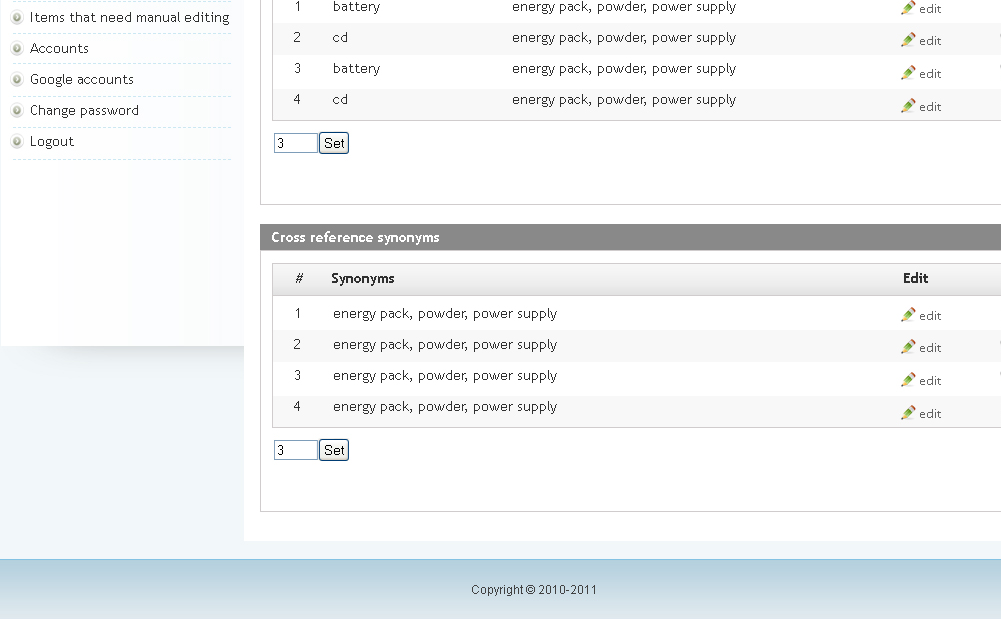 Items that need manual editing
Accounts
Google accounts
Change password
Logout
1 battery energy pack, powder, power supply edit
2 cd energy pack, powder, power supply edit
3 battery energy pack, powder, power supply edit
4 cd energy pack, powder, power supply edit
3 Set
Cross reference synonyms
# Synonyms Edit
1 energy pack, powder, power supply edit
2 energy pack, powder, power supply edit
3 energy pack, powder, power supply edit
4 energy pack, powder, power supply edit
3 Set
Copyright © 2010-2011